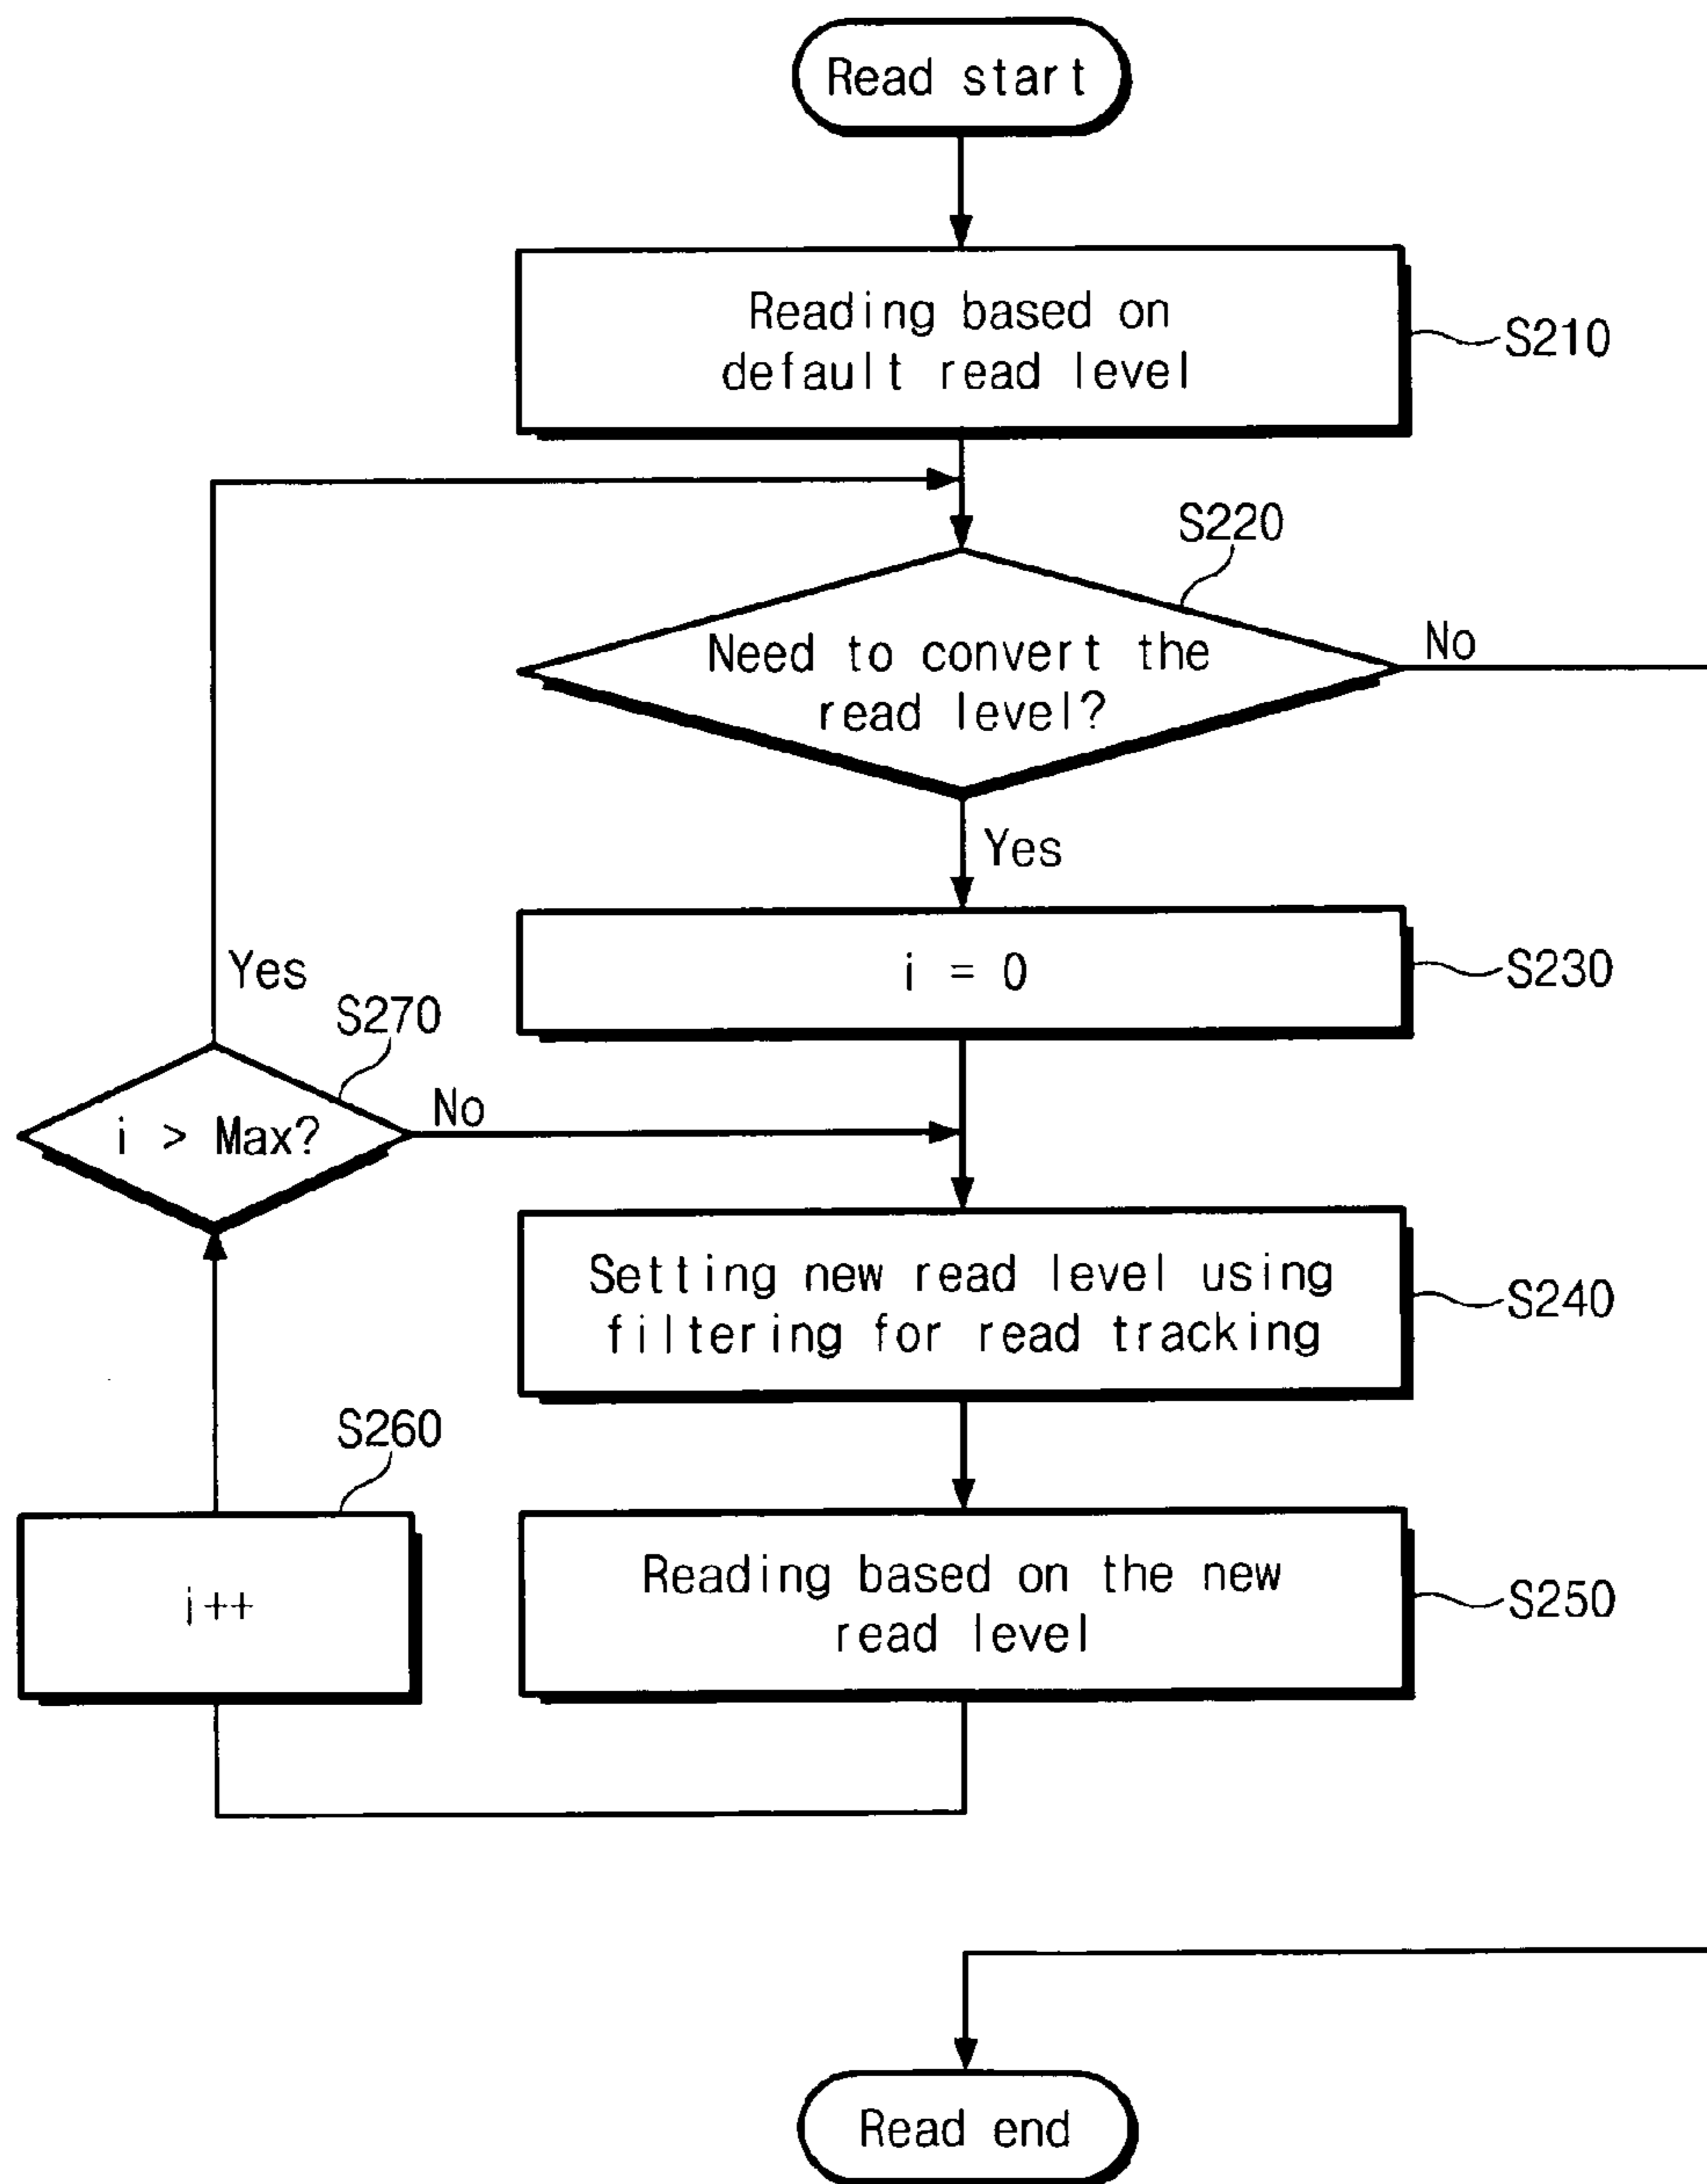 Read start
Reading based on
default read level
S210
S220
Need to convert the
read level?
No
Yes
i = 0
S230
Yes
S270
i > Max?
No
Setting new read level using
filtering for read tracking
S240
S260
i++
Reading based on the new
read level
S250
Read end